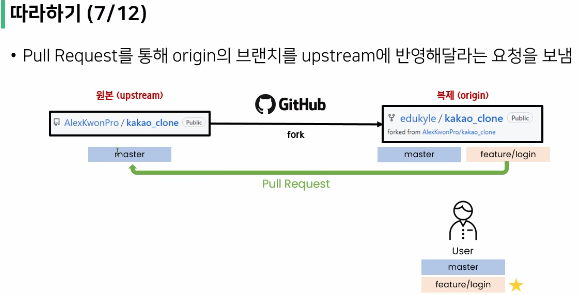 따라하기 (7/12)
• Pull Request를 통해 origin의 브랜치를 upstream에 반영해달라는 요청을 보냄
원본 (upstream)
복제 (origin)
GitHub
AlexKwonPro / kakao_clone Public
fork
edukyle / kakao_clone Public
forked from AlexKwonPro/kakao_clone
master
master
feature/login
Pull Request
User
master
feature/login